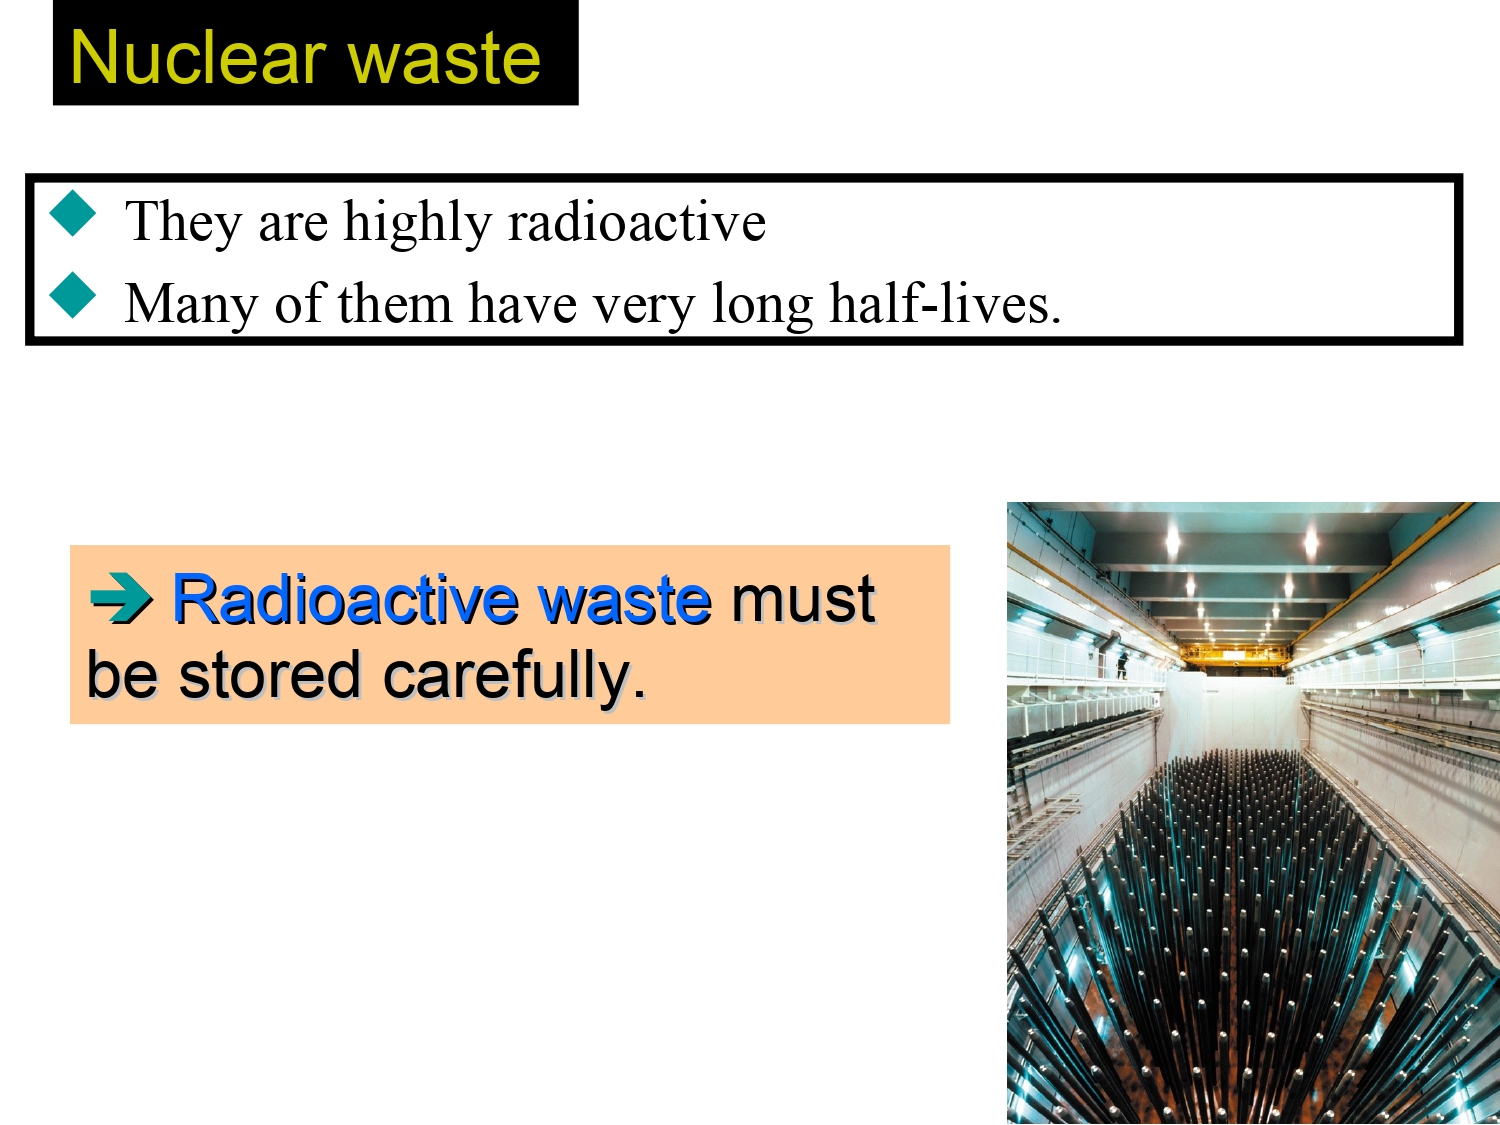 Nuclear waste
◆ They are highly radioactive
◆ Many of them have very long half-lives.
➔ Radioactive waste must
be stored carefully.